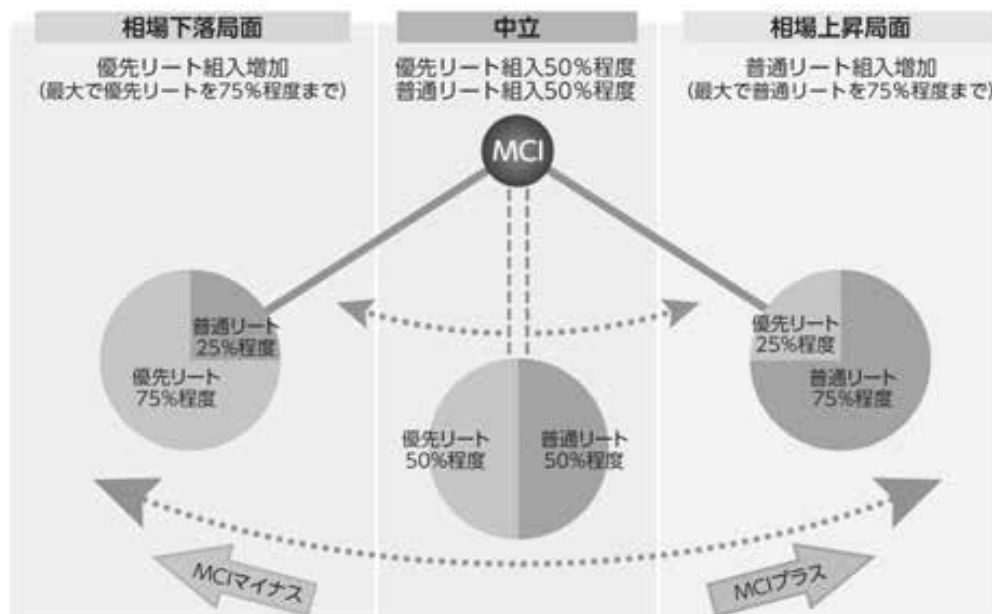 相場下落局面
優先リート組入増加
(最大で優先リートを75%程度まで)
中立
優先リート組入50%程度
普通リート組入50%程度
相場上昇局面
普通リート組入増加
(最大で普通リートを75%程度まで)
MCI
普通リート
25%程度
優先リート
75%程度
優先リート
50%程度
普通リート
50%程度
優先リート
25%程度
普通リート
75%程度
MCIマイナス
MCIプラス